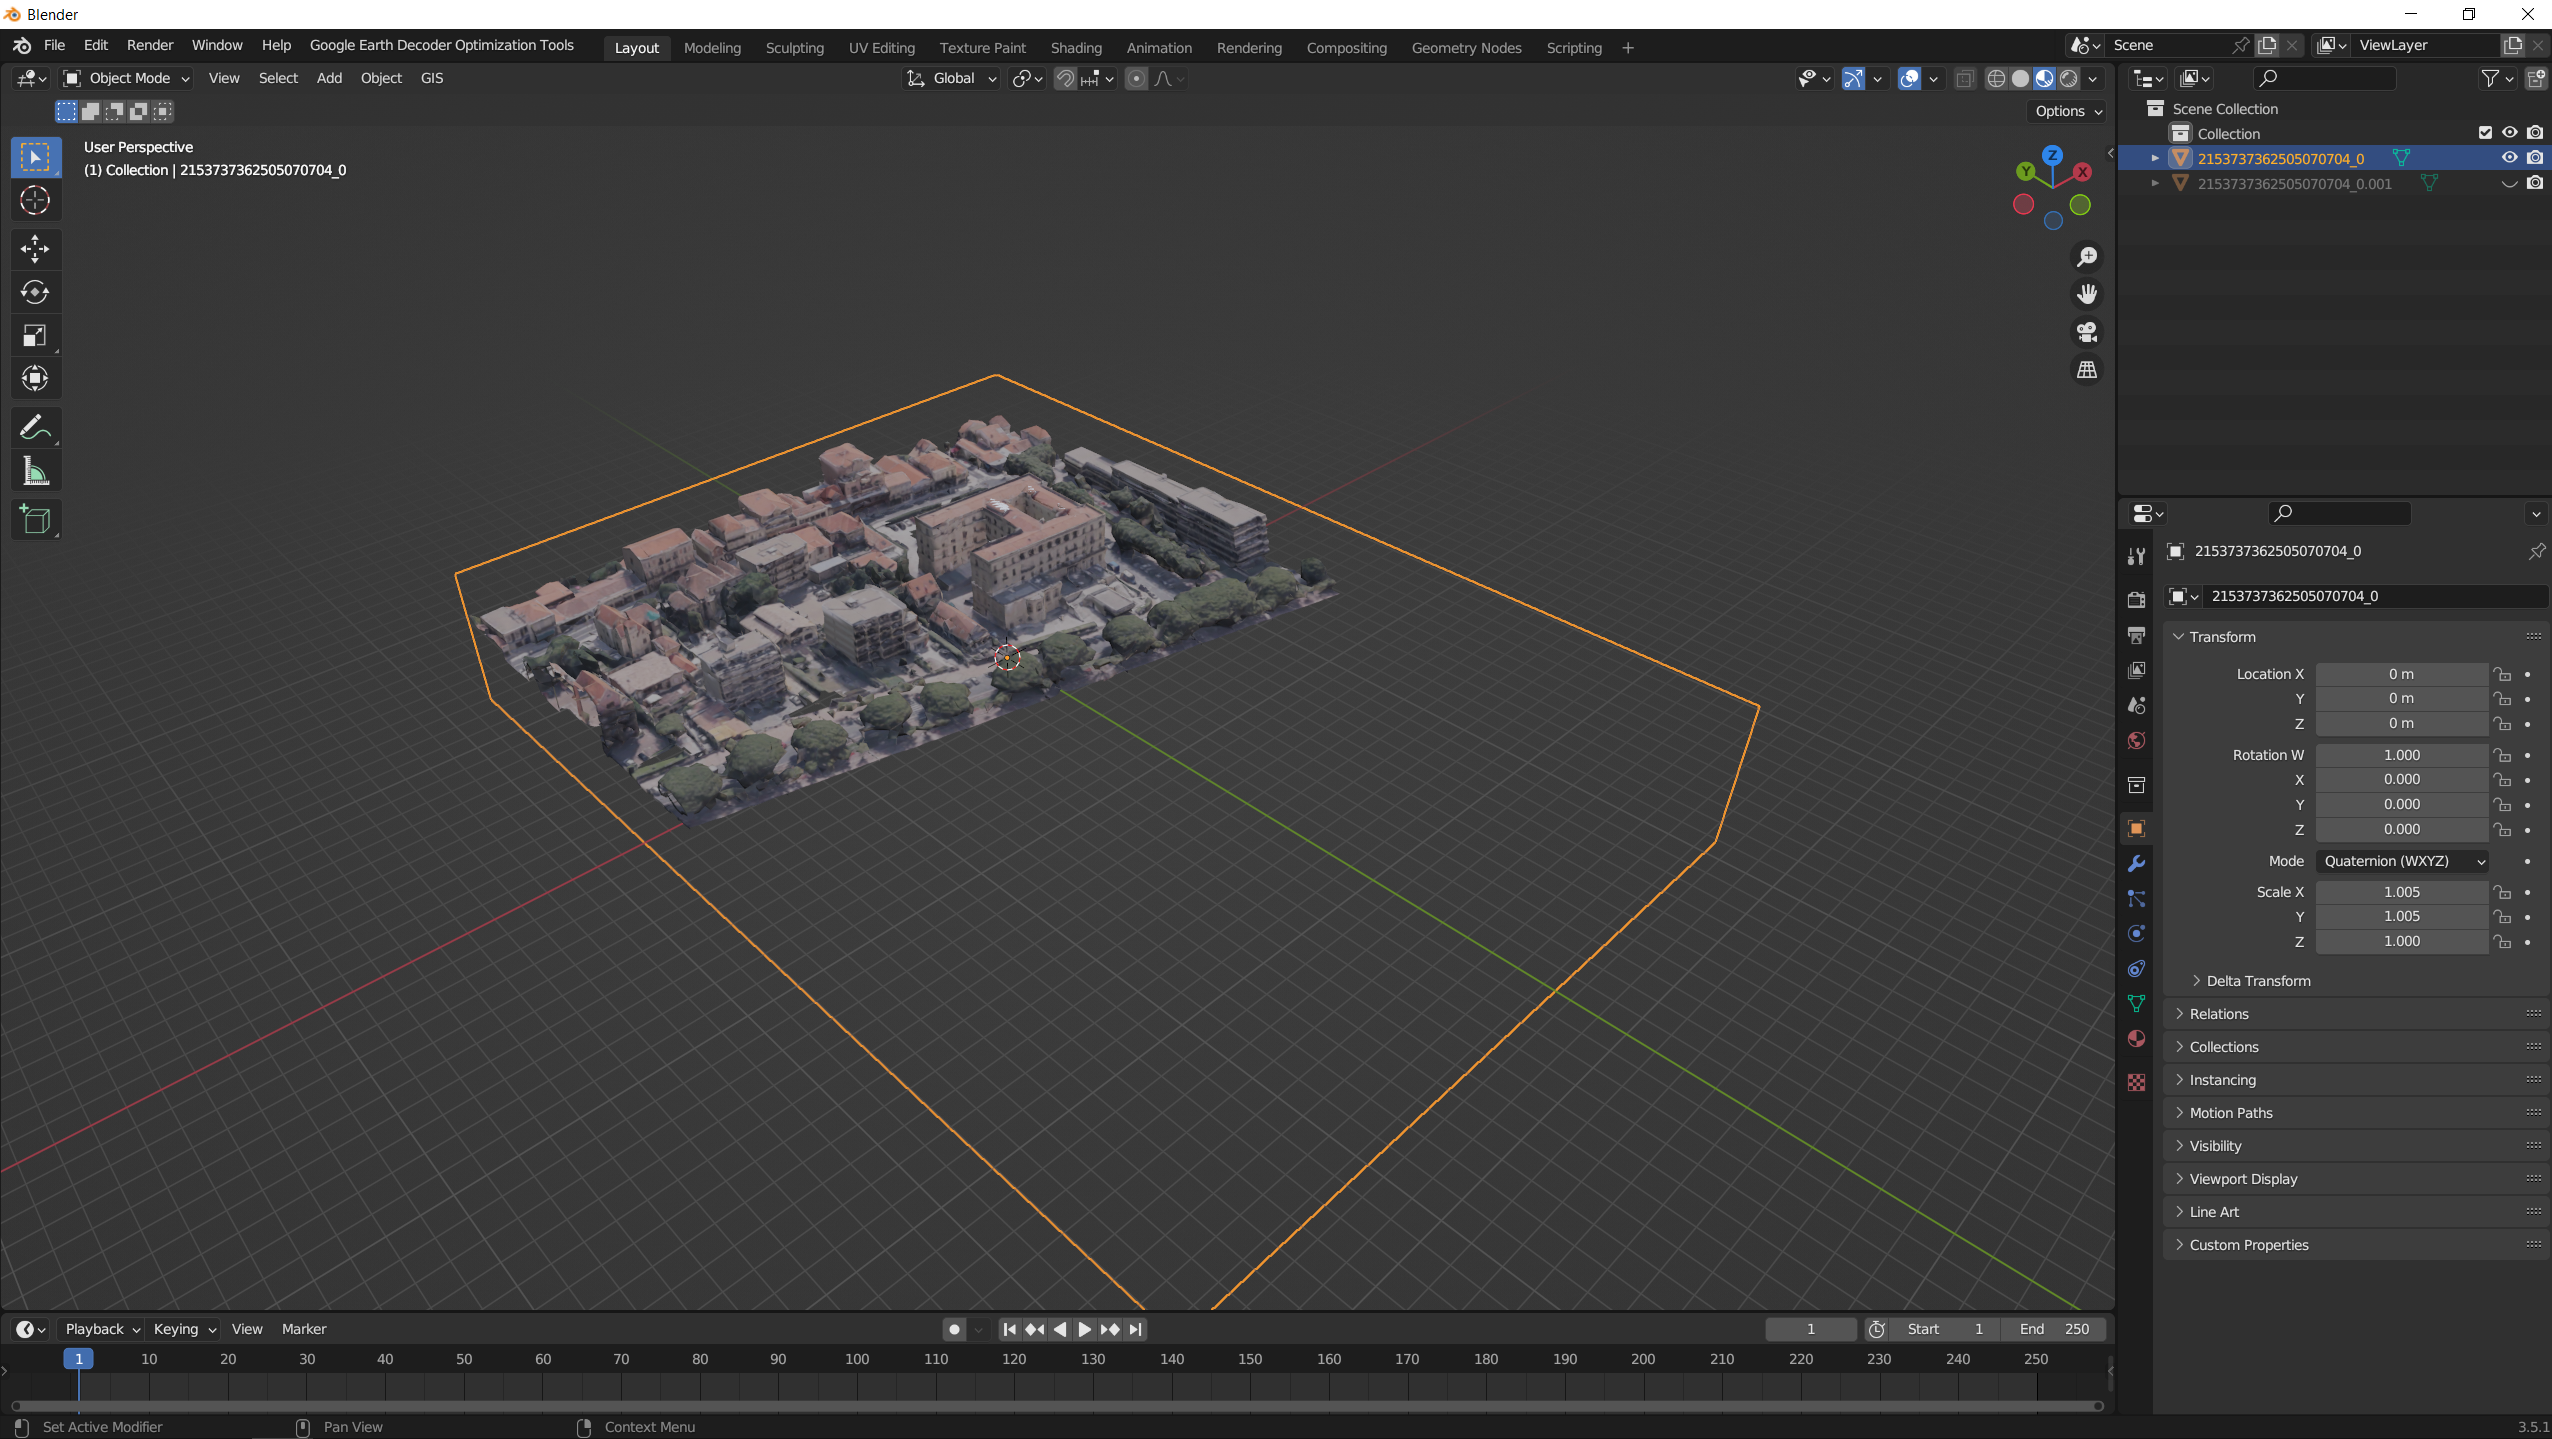 Blender
File Edit Render Window Help Google Earth Decoder Optimization Tools Layout Modeling Sculpting UV Editing Texture Paint Shading Animation Rendering Compositing Geometry Nodes Scripting + Scene ViewLayer
Object Mode View Select Add Object GIS Global
Options
User Perspective
(1) Collection | 2153737362505070704_0
Z
Y
X
Scene Collection
Collection
2153737362505070704_0
2153737362505070704_0.001
2153737362505070704_0
2153737362505070704_0
Transform
Location X 0 m
Y 0 m
Z 0 m
Rotation W 1.000
X 0.000
Y 0.000
Z 0.000
Mode Quaternion (WXYZ)
Scale X 1.005
Y 1.005
Z 1.000
Delta Transform
Relations
Collections
Instancing
Motion Paths
Visibility
Viewport Display
Line Art
Custom Properties
Playback Keying View Marker 1 Start 1 End 250
1 10 20 30 40 50 60 70 80 90 100 110 120 130 140 150 160 170 180 190 200 210 220 230 240 250
Set Active Modifier Pan View Context Menu 3.5.1